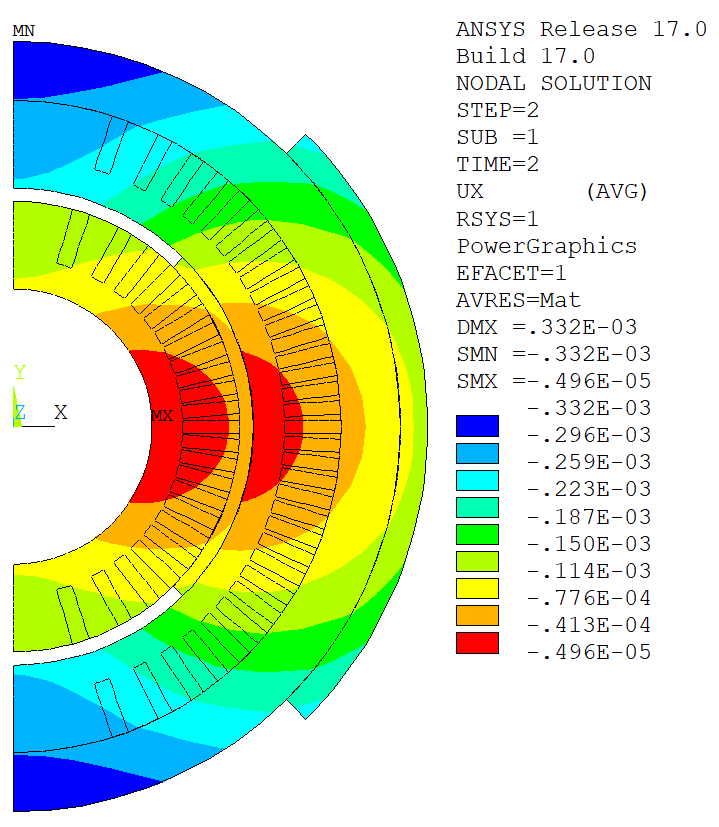 MN
ANSYS Release 17.0
Build 17.0
NODAL SOLUTION
STEP=2
SUB =1
TIME=2
UX       (AVG)
RSYS=1
PowerGraphics
EFACET=1
AVRES=Mat
DMX =.332E-03
SMN =-.332E-03
SMX =-.496E-05
Y
Z
X
MX
-.332E-03
-.296E-03
-.259E-03
-.223E-03
-.187E-03
-.150E-03
-.114E-03
-.776E-04
-.413E-04
-.496E-05